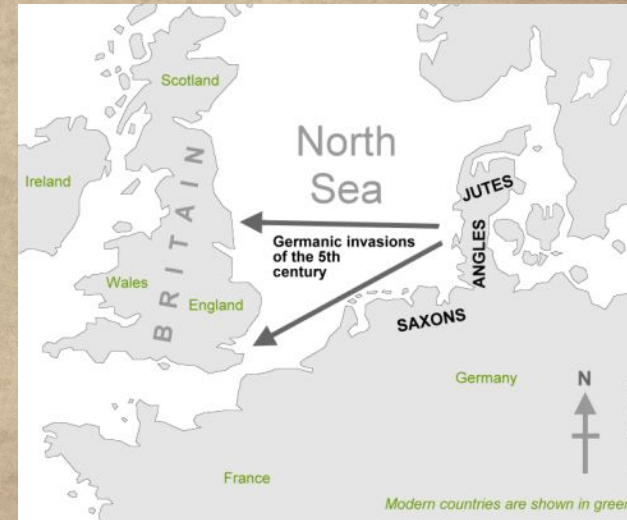 Scotland
North
Sea
Ireland
BRITAIN
JUTES
ANGLES
Germanic invasions
of the 5th
century
Wales
England
SAXONS
Germany
N
France
Modern countries are shown in green